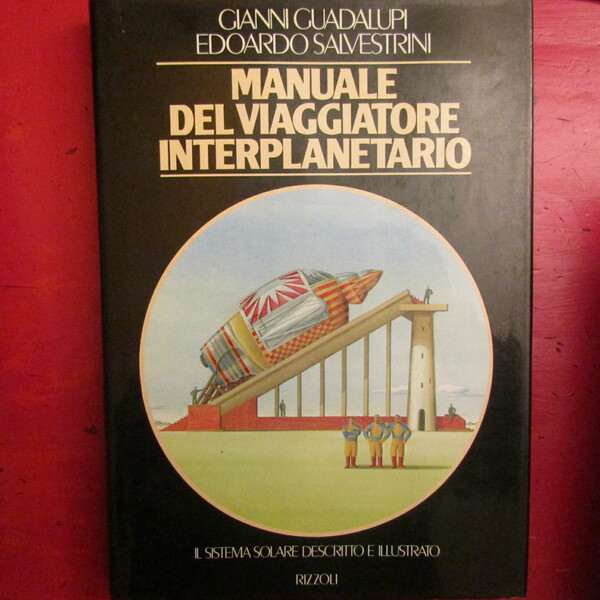 GIANNI GUADALUPI
EDOARDO SALVESTRINI
MANUALE
DEL VIAGGIATORE
INTERPLANETARIO
IL SISTEMA SOLARE DESCRITTO E ILLUSTRATO
RIZZOLI